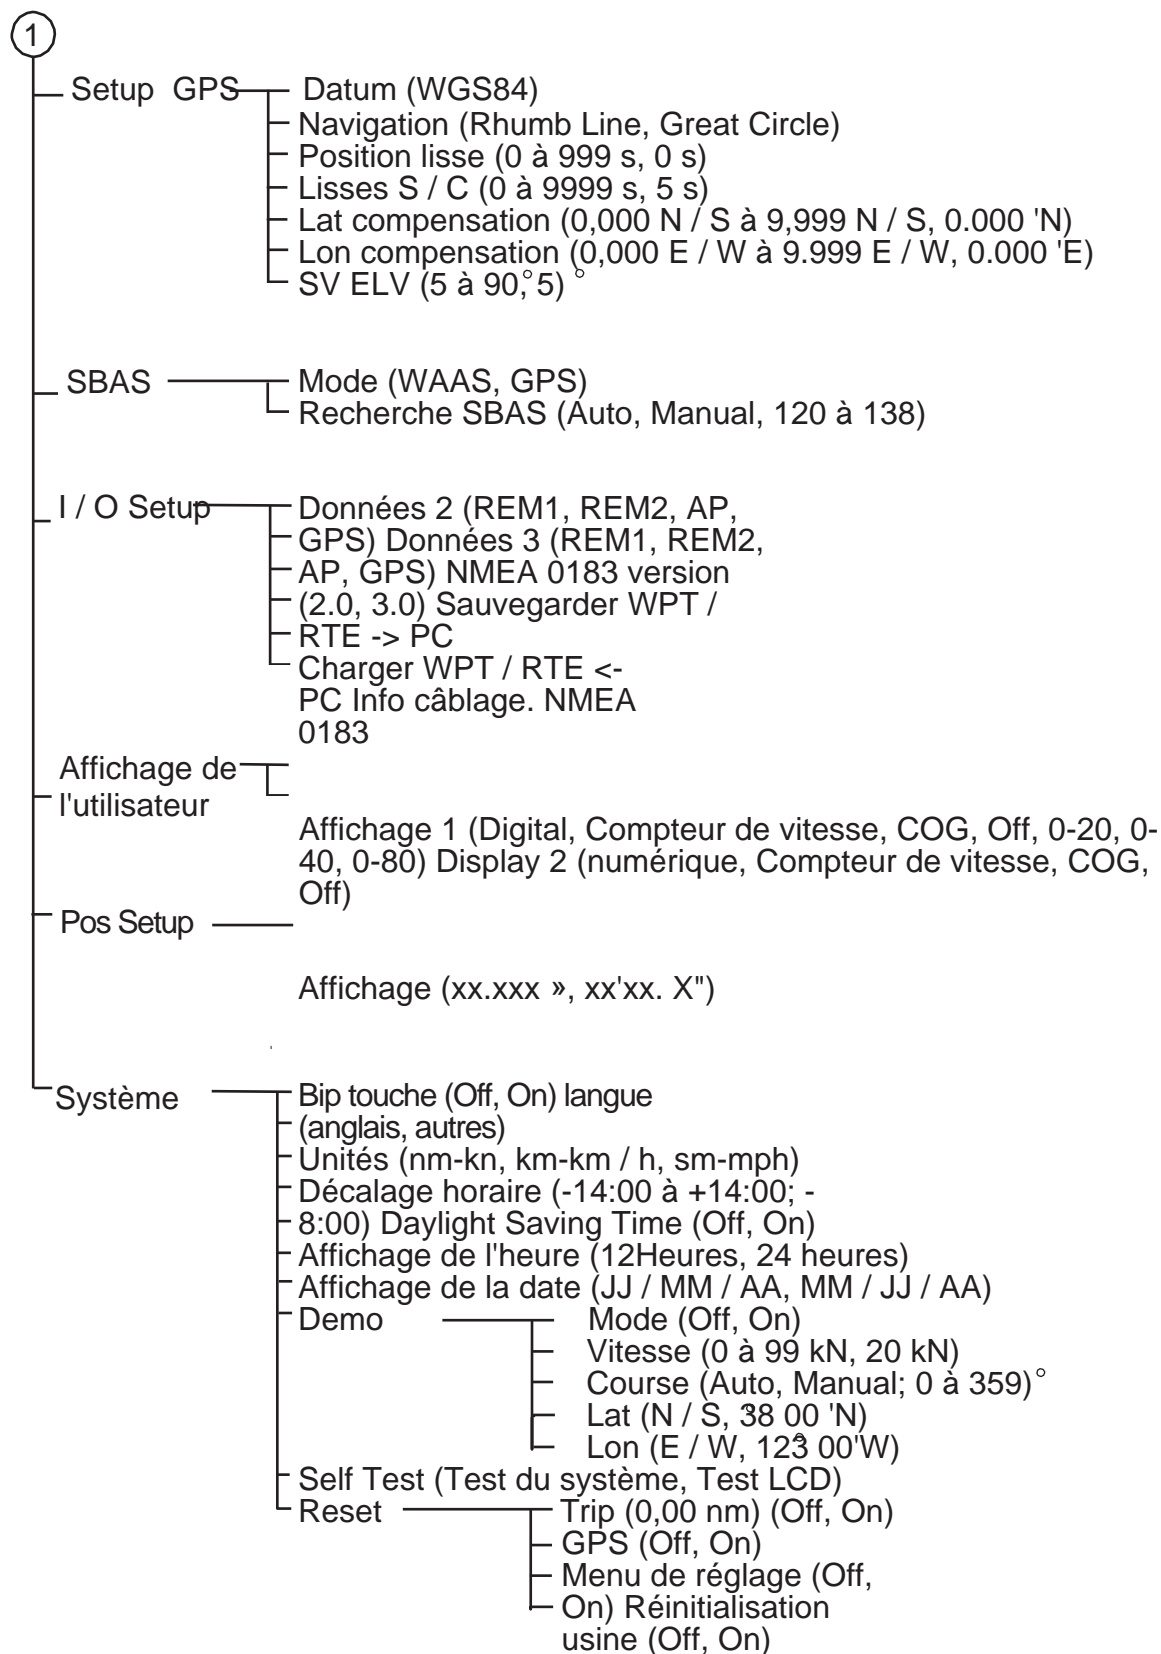 1
Setup GPS
Datum (WGS84)
Navigation (Rhumb Line, Great Circle)
Position lisse (0 à 999 s, 0 s)
Lisses S / C (0 à 9999 s, 5 s)
Lat compensation (0,000 N / S à 9,999 N / S, 0.000 'N)
Lon compensation (0,000 E / W à 9.999 E / W, 0.000 'E)
SV ELV (5 à 90,° 5) °
SBAS
Mode (WAAS, GPS)
Recherche SBAS (Auto, Manual, 120 à 138)
I / O Setup
Données 2 (REM1, REM2, AP,
GPS) Données 3 (REM1, REM2,
AP, GPS) NMEA 0183 version
(2.0, 3.0) Sauvegarder WPT /
RTE -> PC
Charger WPT / RTE <-
PC Info câblage. NMEA
0183
Affichage de
l'utilisateur
Affichage 1 (Digital, Compteur de vitesse, COG, Off, 0-20, 0-
40, 0-80) Display 2 (numérique, Compteur de vitesse, COG,
Off)
Pos Setup
Affichage (xx.xxx », xx'xx. X")
Système
Bip touche (Off, On) langue
(anglais, autres)
Unités (nm-kn, km-km / h, sm-mph)
Décalage horaire (-14:00 à +14:00; -
8:00) Daylight Saving Time (Off, On)
Affichage de l'heure (12Heures, 24 heures)
Affichage de la date (JJ / MM / AA, MM / JJ / AA)
Demo
Mode (Off, On)
Vitesse (0 à 99 kN, 20 kN)
Course (Auto, Manual; 0 à 359) °
Lat (N / S, 38° 00 'N)
Lon (E / W, 123° 00'W)
Self Test (Test du système, Test LCD)
Reset
Trip (0,00 nm) (Off, On)
GPS (Off, On)
Menu de réglage (Off,
On) Réinitialisation
usine (Off, On)